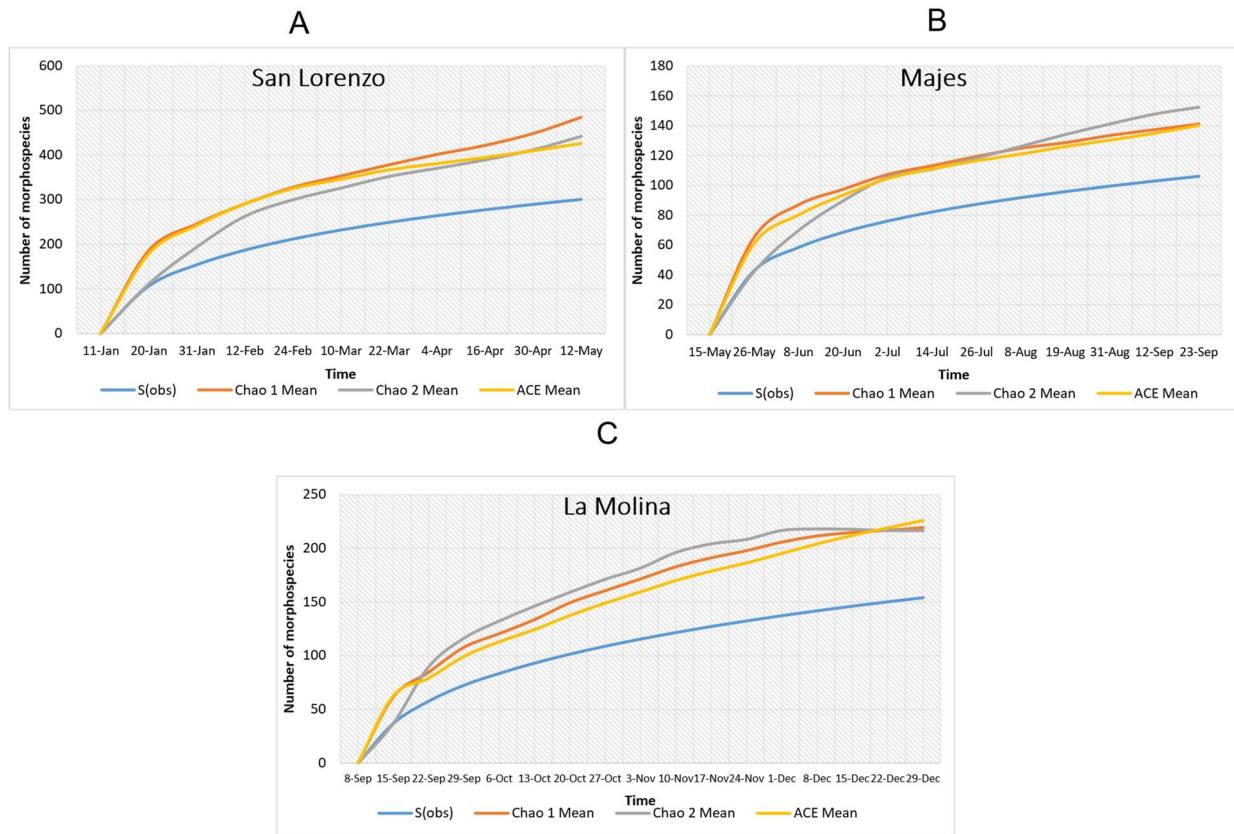 A
San Lorenzo
Number of morphospecies
600
500
400
300
200
100
0
11-Jan 20-Jan 31-Jan 12-Feb 24-Feb 10-Mar 22-Mar 4-Apr 16-Apr 30-Apr 12-May
Time
S(obs) Chao 1 Mean Chao 2 Mean ACE Mean
B
Majes
Number of morphospecies
180
160
140
120
100
80
60
40
20
0
15-May 26-May 8-Jun 20-Jun 2-Jul 14-Jul 26-Jul 8-Aug 19-Aug 31-Aug 12-Sep 23-Sep
Time
S(obs) Chao 1 Mean Chao 2 Mean ACE Mean
C
La Molina
Number of morphospecies
250
200
150
100
50
0
8-Sep 15-Sep 22-Sep 29-Sep 6-Oct 13-Oct 20-Oct 27-Oct 3-Nov 10-Nov 17-Nov 24-Nov 1-Dec 8-Dec 15-Dec 22-Dec 29-Dec
Time
S(obs) Chao 1 Mean Chao 2 Mean ACE Mean